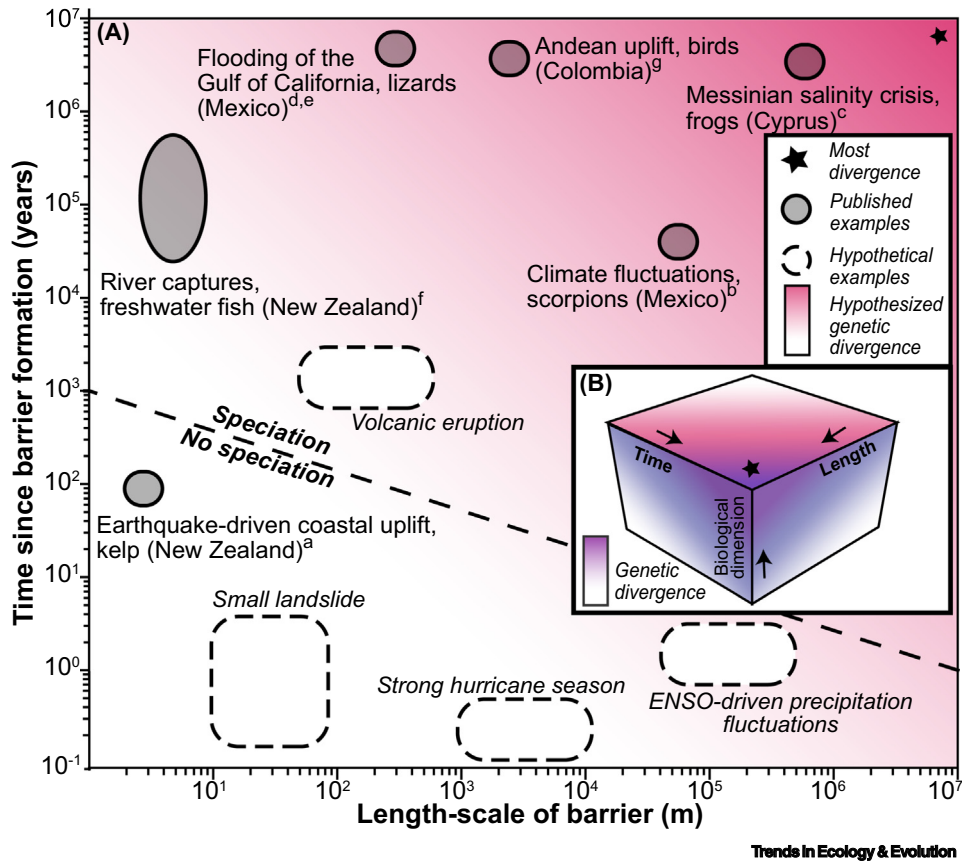 (A)
10⁷
10⁶
10⁵
10⁴
10³
10²
10¹
10⁰
10⁻¹
Time since barrier formation (years)
Flooding of the
Gulf of California, lizards
(Mexico)ᵈ,ᵉ
Andean uplift, birds
(Colombia)ᵍ
Messinian salinity crisis,
frogs (Cyprus)ᶜ
River captures,
freshwater fish (New Zealand)ᶠ
Climate fluctuations,
scorpions (Mexico)ᵇ
Most
divergence
Published
examples
Hypothetical
examples
Hypothesized
genetic
divergence
Volcanic eruption
Speciation
No speciation
Earthquake-driven coastal uplift,
kelp (New Zealand)ᵃ
(B)
Time
Length
Biological
dimension
Genetic
divergence
Small landslide
Strong hurricane season
ENSO-driven precipitation
fluctuations
10¹
10²
10³
10⁴
10⁵
10⁶
10⁷
Length-scale of barrier (m)
Trends in Ecology & Evolution